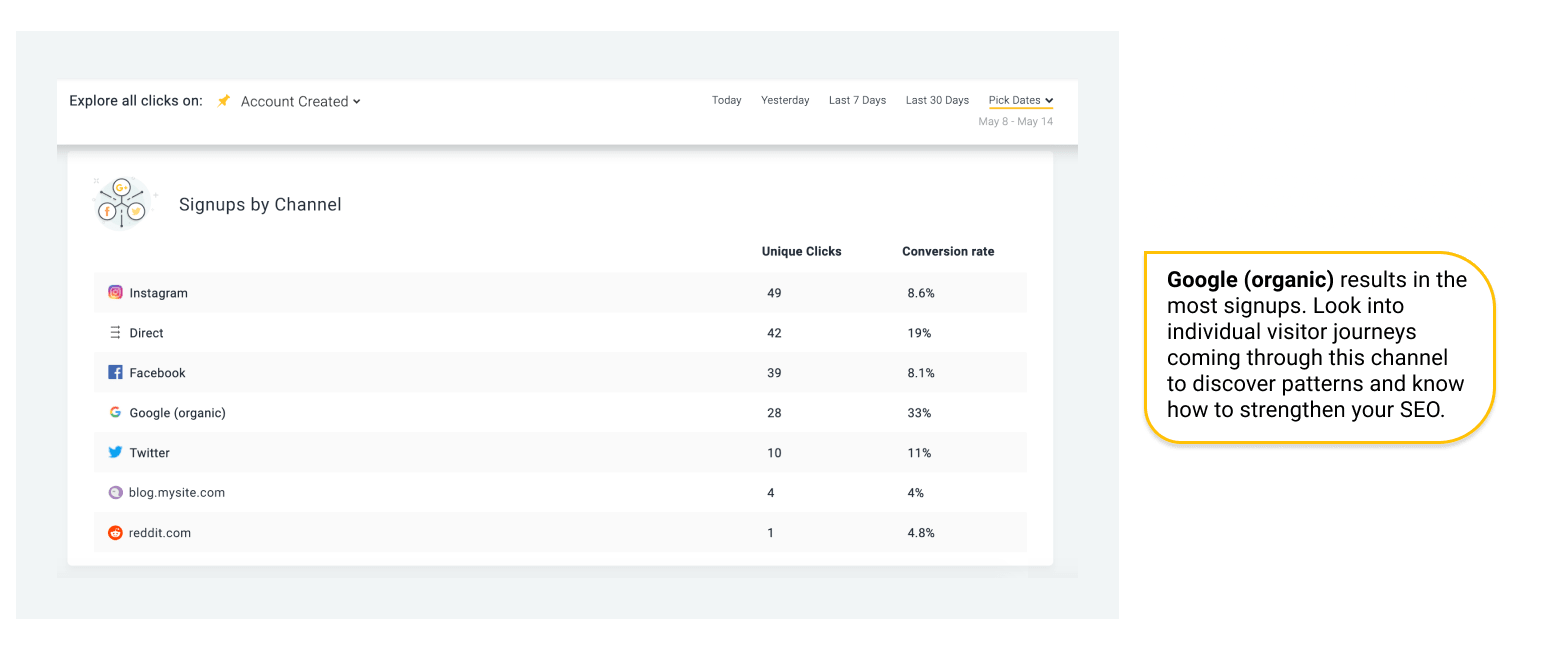 Explore all clicks on: Account Created
Today Yesterday Last 7 Days Last 30 Days Pick Dates
May 8 - May 14
G+
f
Signups by Channel
Unique Clicks Conversion rate
Instagram 49 8.6%
Direct 42 19%
Facebook 39 8.1%
Google (organic) 28 33%
Twitter 10 11%
blog.mysite.com 4 4%
reddit.com 1 4.8%
Google (organic) results in the
most signups. Look into
individual visitor journeys
coming through this channel
to discover patterns and know
how to strengthen your SEO.